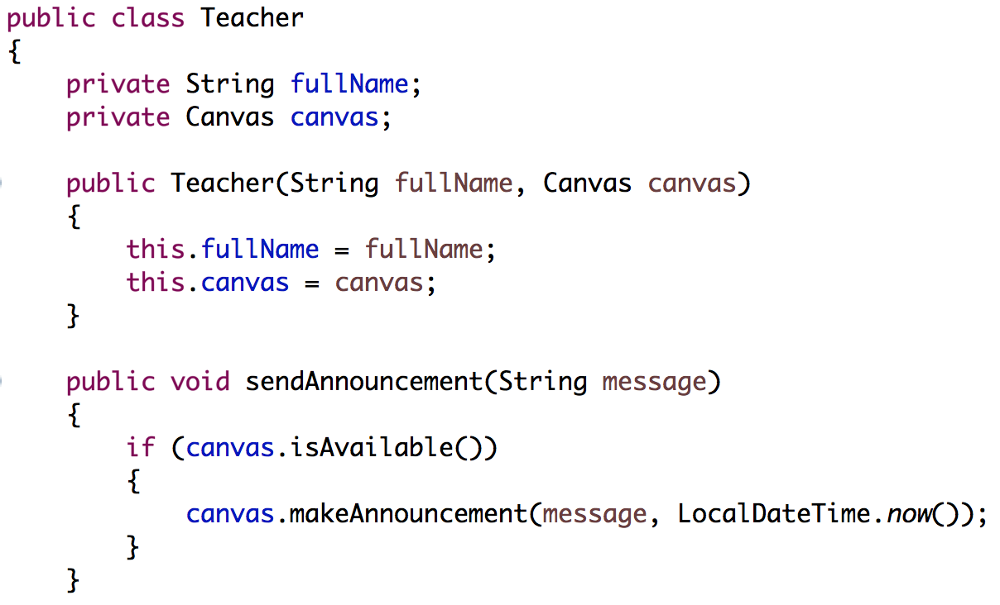 public class Teacher
{
    private String fullName;
    private Canvas canvas;

    public Teacher(String fullName, Canvas canvas)
    {
        this.fullName = fullName;
        this.canvas = canvas;
    }

    public void sendAnnouncement(String message)
    {
        if (canvas.isAvailable())
        {
            canvas.makeAnnouncement(message, LocalDateTime.now());
        }
    }